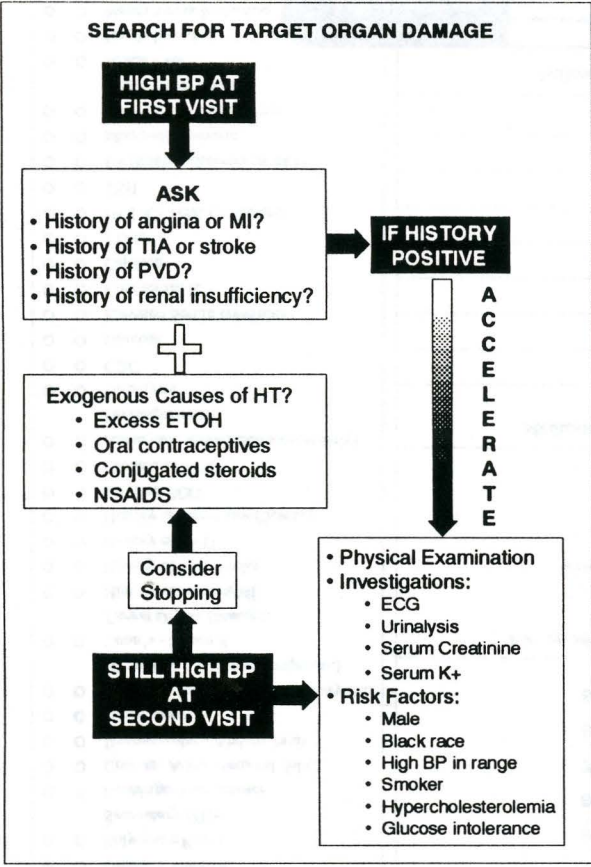 SEARCH FOR TARGET ORGAN DAMAGE
HIGH BP AT
FIRST VISIT
ASK
• History of angina or MI?
• History of TIA or stroke
• History of PVD?
• History of renal insufficiency?
IF HISTORY
POSITIVE
ACCELERATE
Exogenous Causes of HT?
• Excess ETOH
• Oral contraceptives
• Conjugated steroids
• NSAIDS
Consider
Stopping
STILL HIGH BP
AT
SECOND VISIT
• Physical Examination
• Investigations:
• ECG
• Urinalysis
• Serum Creatinine
• Serum K+
• Risk Factors:
• Male
• Black race
• High BP in range
• Smoker
• Hypercholesterolemia
• Glucose intolerance